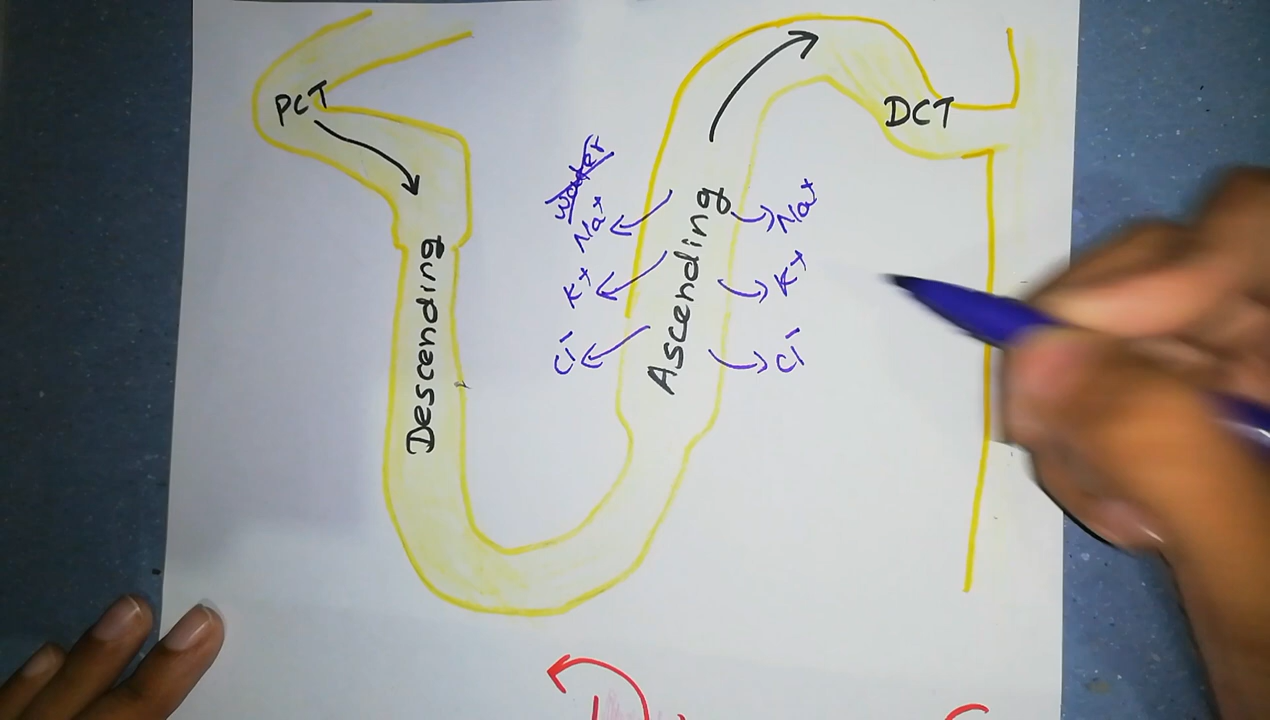 PCT
DCT
Descending
Ascending
Water
Na+
K+
Cl-
Na+
K+
Cl-